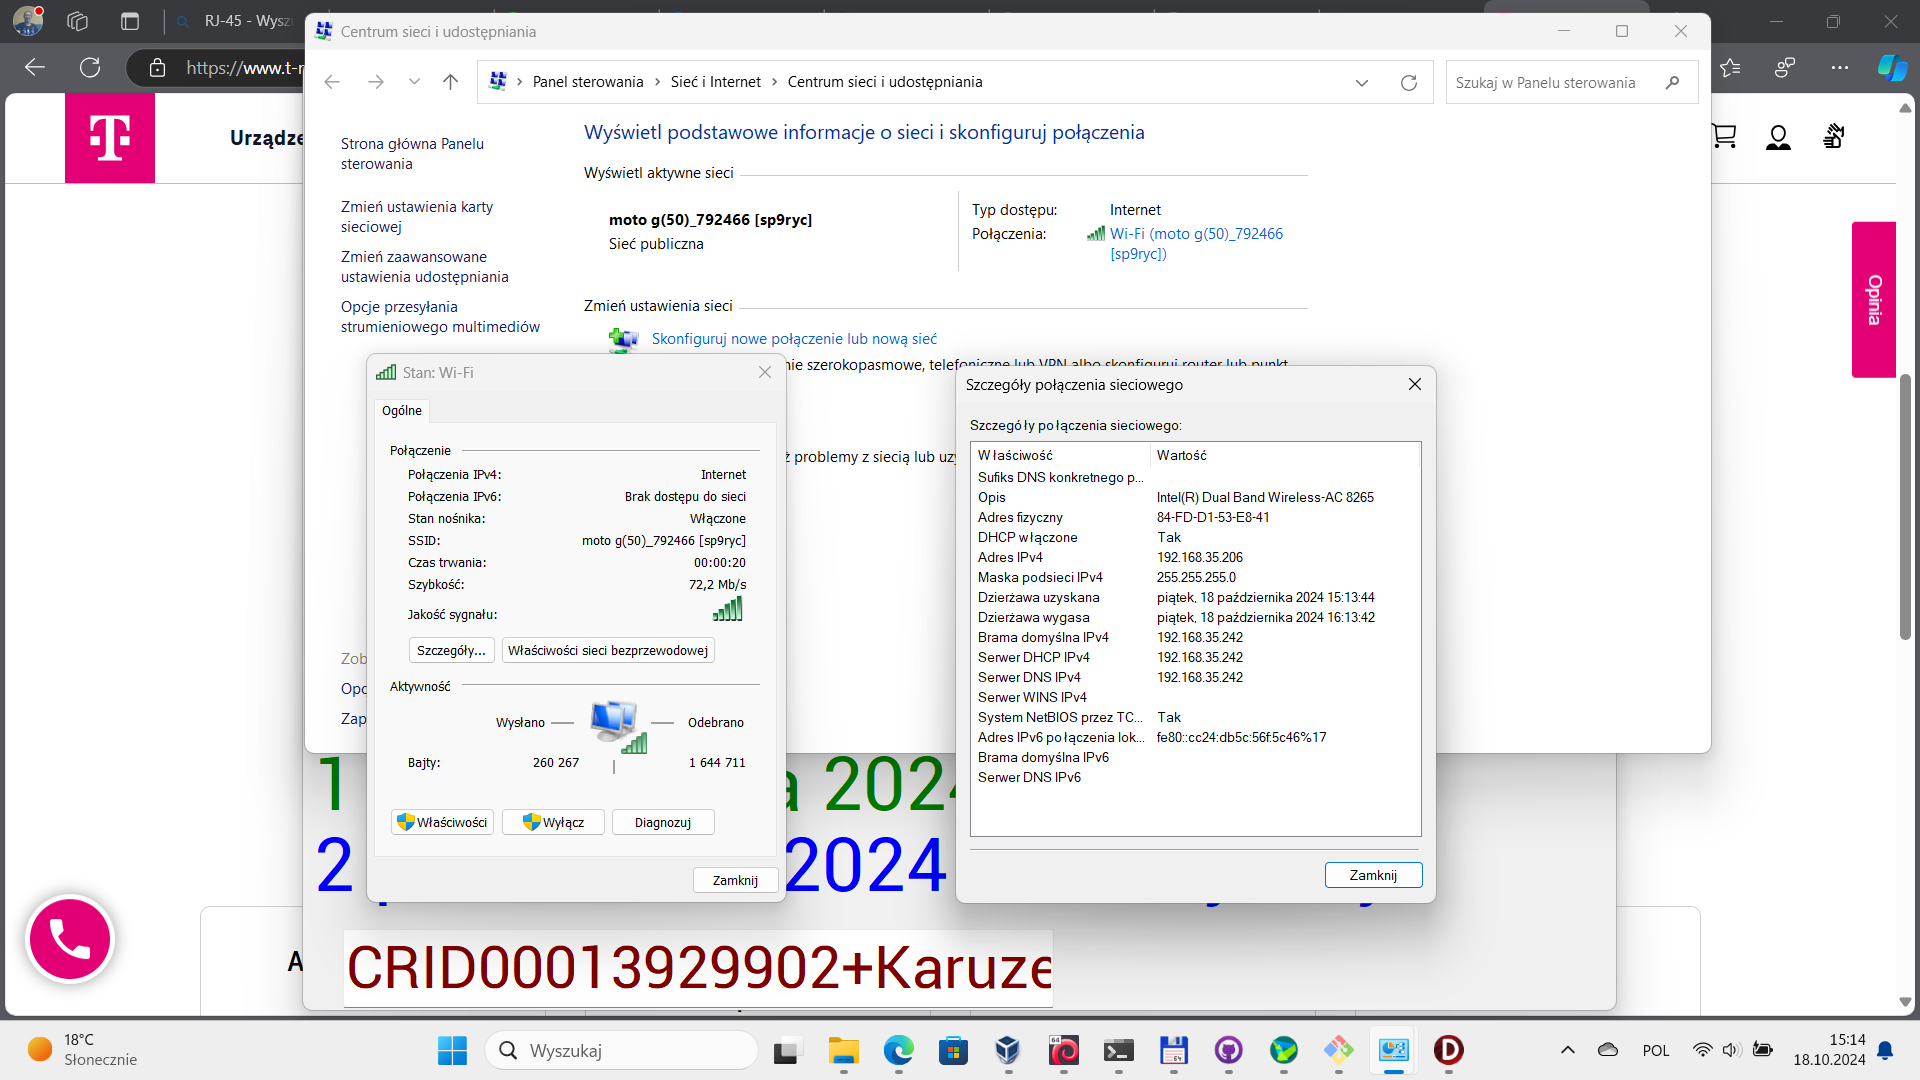 RJ-45 - Wysz
https://www.t-r
Centrum sieci i udostępniania
Panel sterowania
Sieć i Internet
Centrum sieci i udostępniania
Szukaj w Panelu sterowania
T
Urządze
Strona główna Panelu
sterowania
Zmień ustawienia karty
sieciowej
Zmień zaawansowane
ustawienia udostępniania
Opcje przesyłania
strumieniowego multimediów
Wyświetl podstawowe informacje o sieci i skonfiguruj połączenia
Wyświetl aktywne sieci
moto g(50)_792466 [sp9ryc]
Sieć publiczna
Typ dostępu: Internet
Połączenia: Wi-Fi (moto g(50)_792466
[sp9ryc])
Zmień ustawienia sieci
Skonfiguruj nowe połączenie lub nową sieć
nie szerokopasmowe, telefoniczne lub VPN albo skonfiguruj router lub punkt
ż problemy z siecią lub uzy
Zob
Opc
Zap
Opinia
Stan: Wi-Fi
Ogólne
Połączenie
Połączenia IPv4: Internet
Połączenia IPv6: Brak dostępu do sieci
Stan nośnika: Włączone
SSID: moto g(50)_792466 [sp9ryc]
Czas trwania: 00:00:20
Szybkość: 72,2 Mb/s
Jakość sygnału:
Szczegóły... Właściwości sieci bezprzewodowej
Aktywność
Wysłano Odebrano
Bajty: 260 267 1 644 711
Właściwości Wyłącz Diagnozuj
Zamknij
Szczegóły połączenia sieciowego
Szczegóły połączenia sieciowego:
Właściwość Wartość
Sufiks DNS konkretnego p...
Opis Intel(R) Dual Band Wireless-AC 8265
Adres fizyczny 84-FD-D1-53-E8-41
DHCP włączone Tak
Adres IPv4 192.168.35.206
Maska podsieci IPv4 255.255.255.0
Dzierżawa uzyskana piątek, 18 października 2024 15:13:44
Dzierżawa wygasa piątek, 18 października 2024 16:13:42
Brama domyślna IPv4 192.168.35.242
Serwer DHCP IPv4 192.168.35.242
Serwer DNS IPv4 192.168.35.242
Serwer WINS IPv4
System NetBIOS przez TC... Tak
Adres IPv6 połączenia lok... fe80::cc24:db5c:56f:5c46%17
Brama domyślna IPv6
Serwer DNS IPv6
Zamknij
1 a 2024
2 2024
A
CRID00013929902+Karuze
18°C
Słonecznie
Wyszukaj
64
POL
15:14
18.10.2024